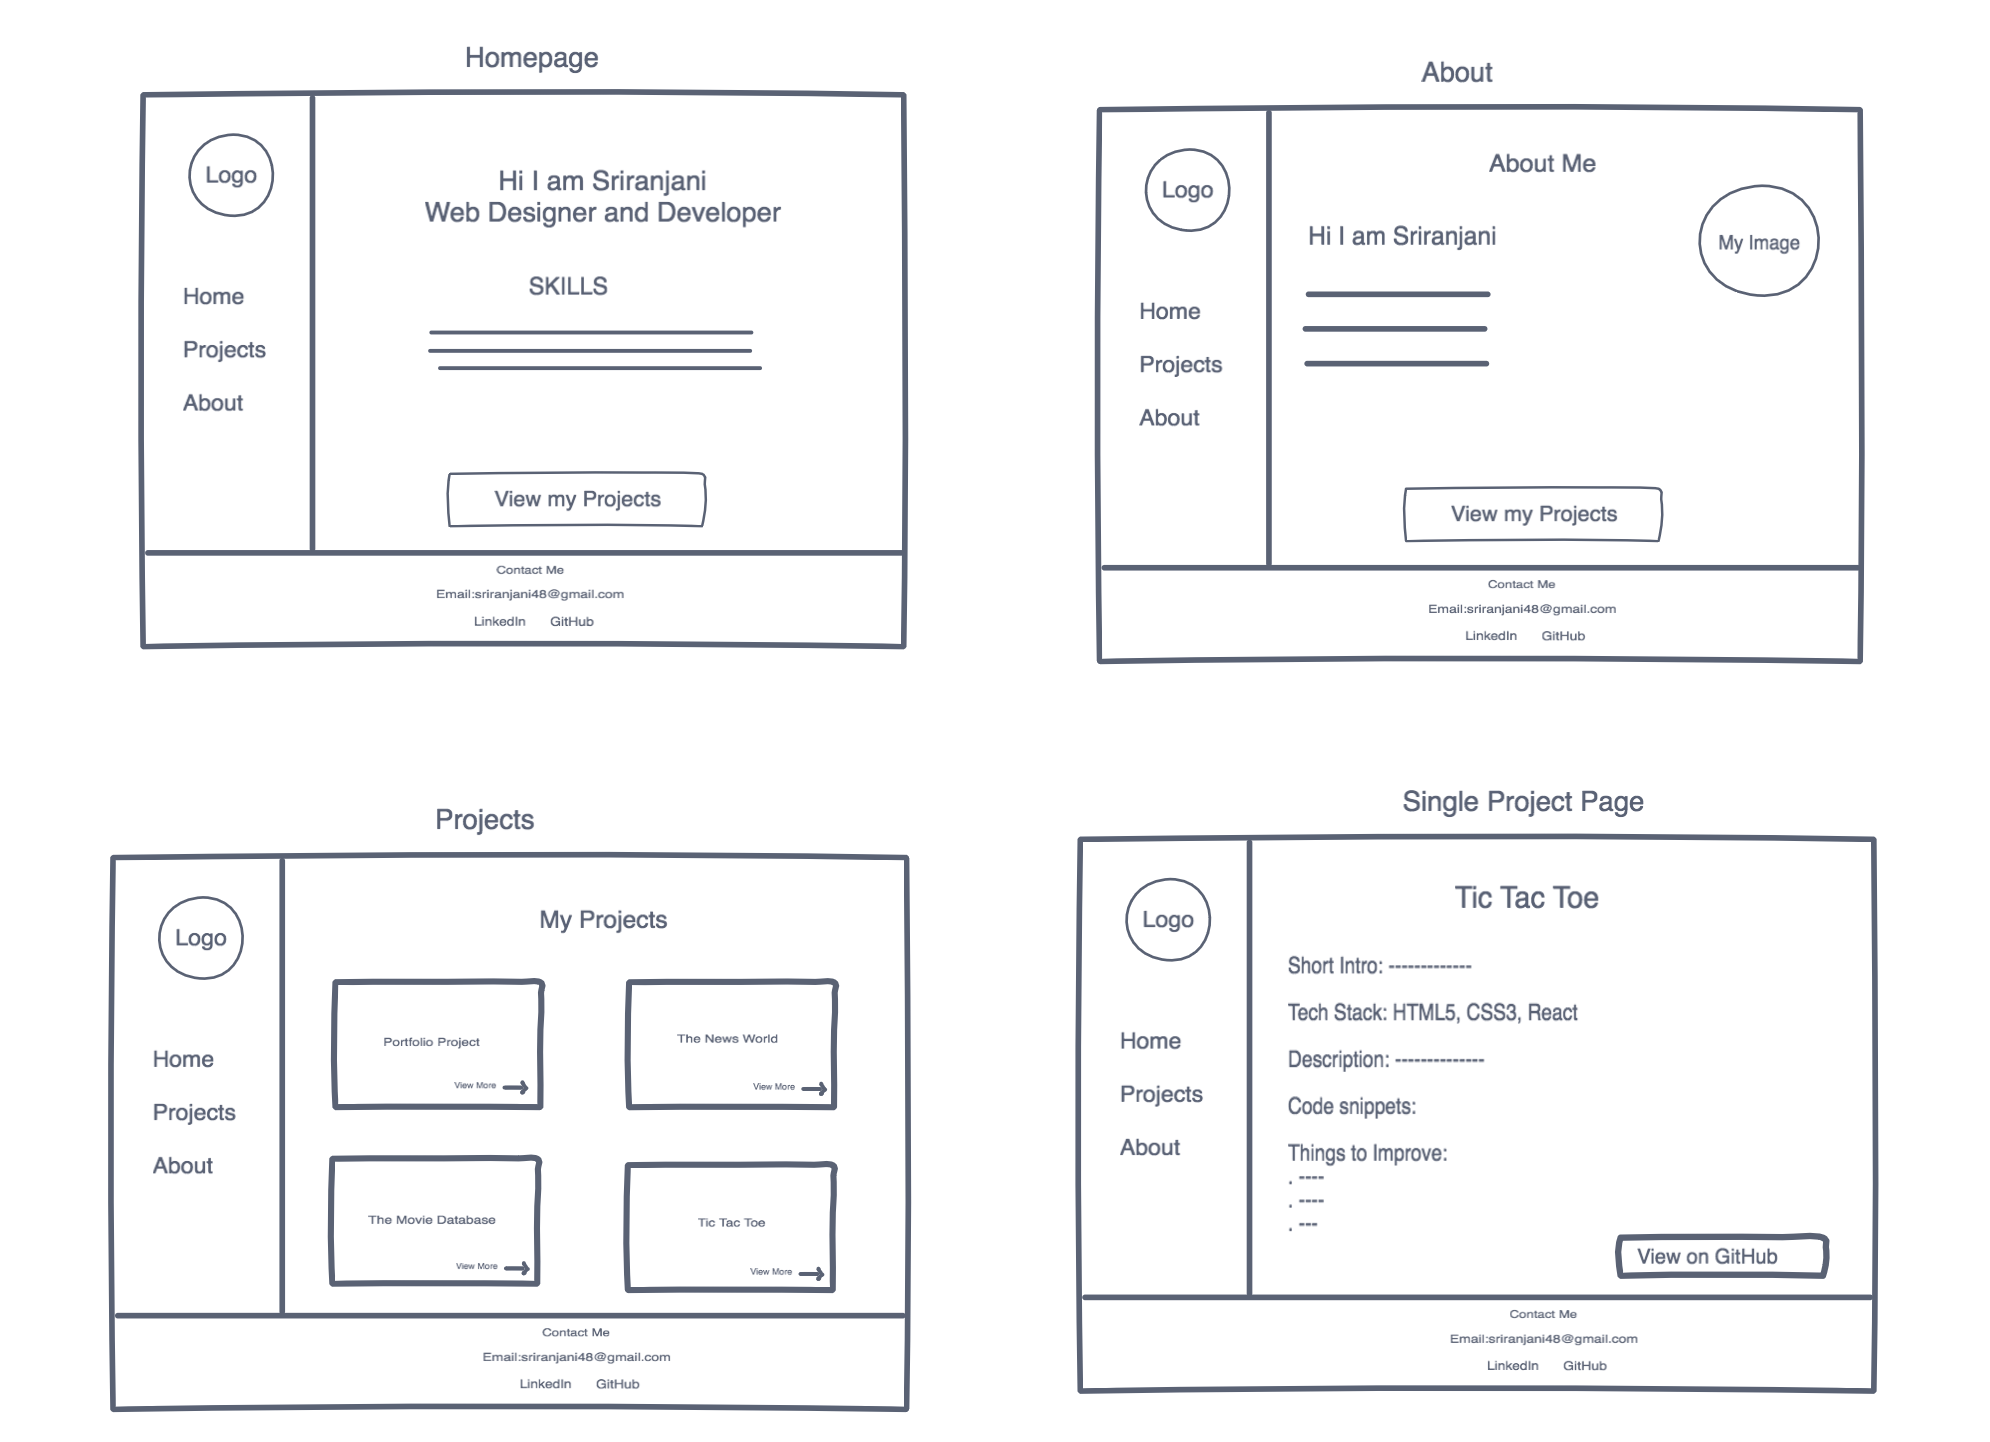 Homepage
Logo
Home
Projects
About
Hi I am Sriranjani
Web Designer and Developer
SKILLS
View my Projects
Contact Me
Email:sriranjani48@gmail.com
LinkedIn GitHub
About
Logo
Home
Projects
About
About Me
Hi I am Sriranjani
My Image
View my Projects
Contact Me
Email:sriranjani48@gmail.com
LinkedIn GitHub
Projects
Logo
Home
Projects
About
My Projects
Portfolio Project
View More
The News World
View More
The Movie Database
View More
Tic Tac Toe
View More
Contact Me
Email:sriranjani48@gmail.com
LinkedIn GitHub
Single Project Page
Logo
Home
Projects
About
Tic Tac Toe
Short Intro: -------------
Tech Stack: HTML5, CSS3, React
Description: --------------
Code snippets:
Things to Improve:
. ----
. ----
. ---
View on GitHub
Contact Me
Email:sriranjani48@gmail.com
LinkedIn GitHub